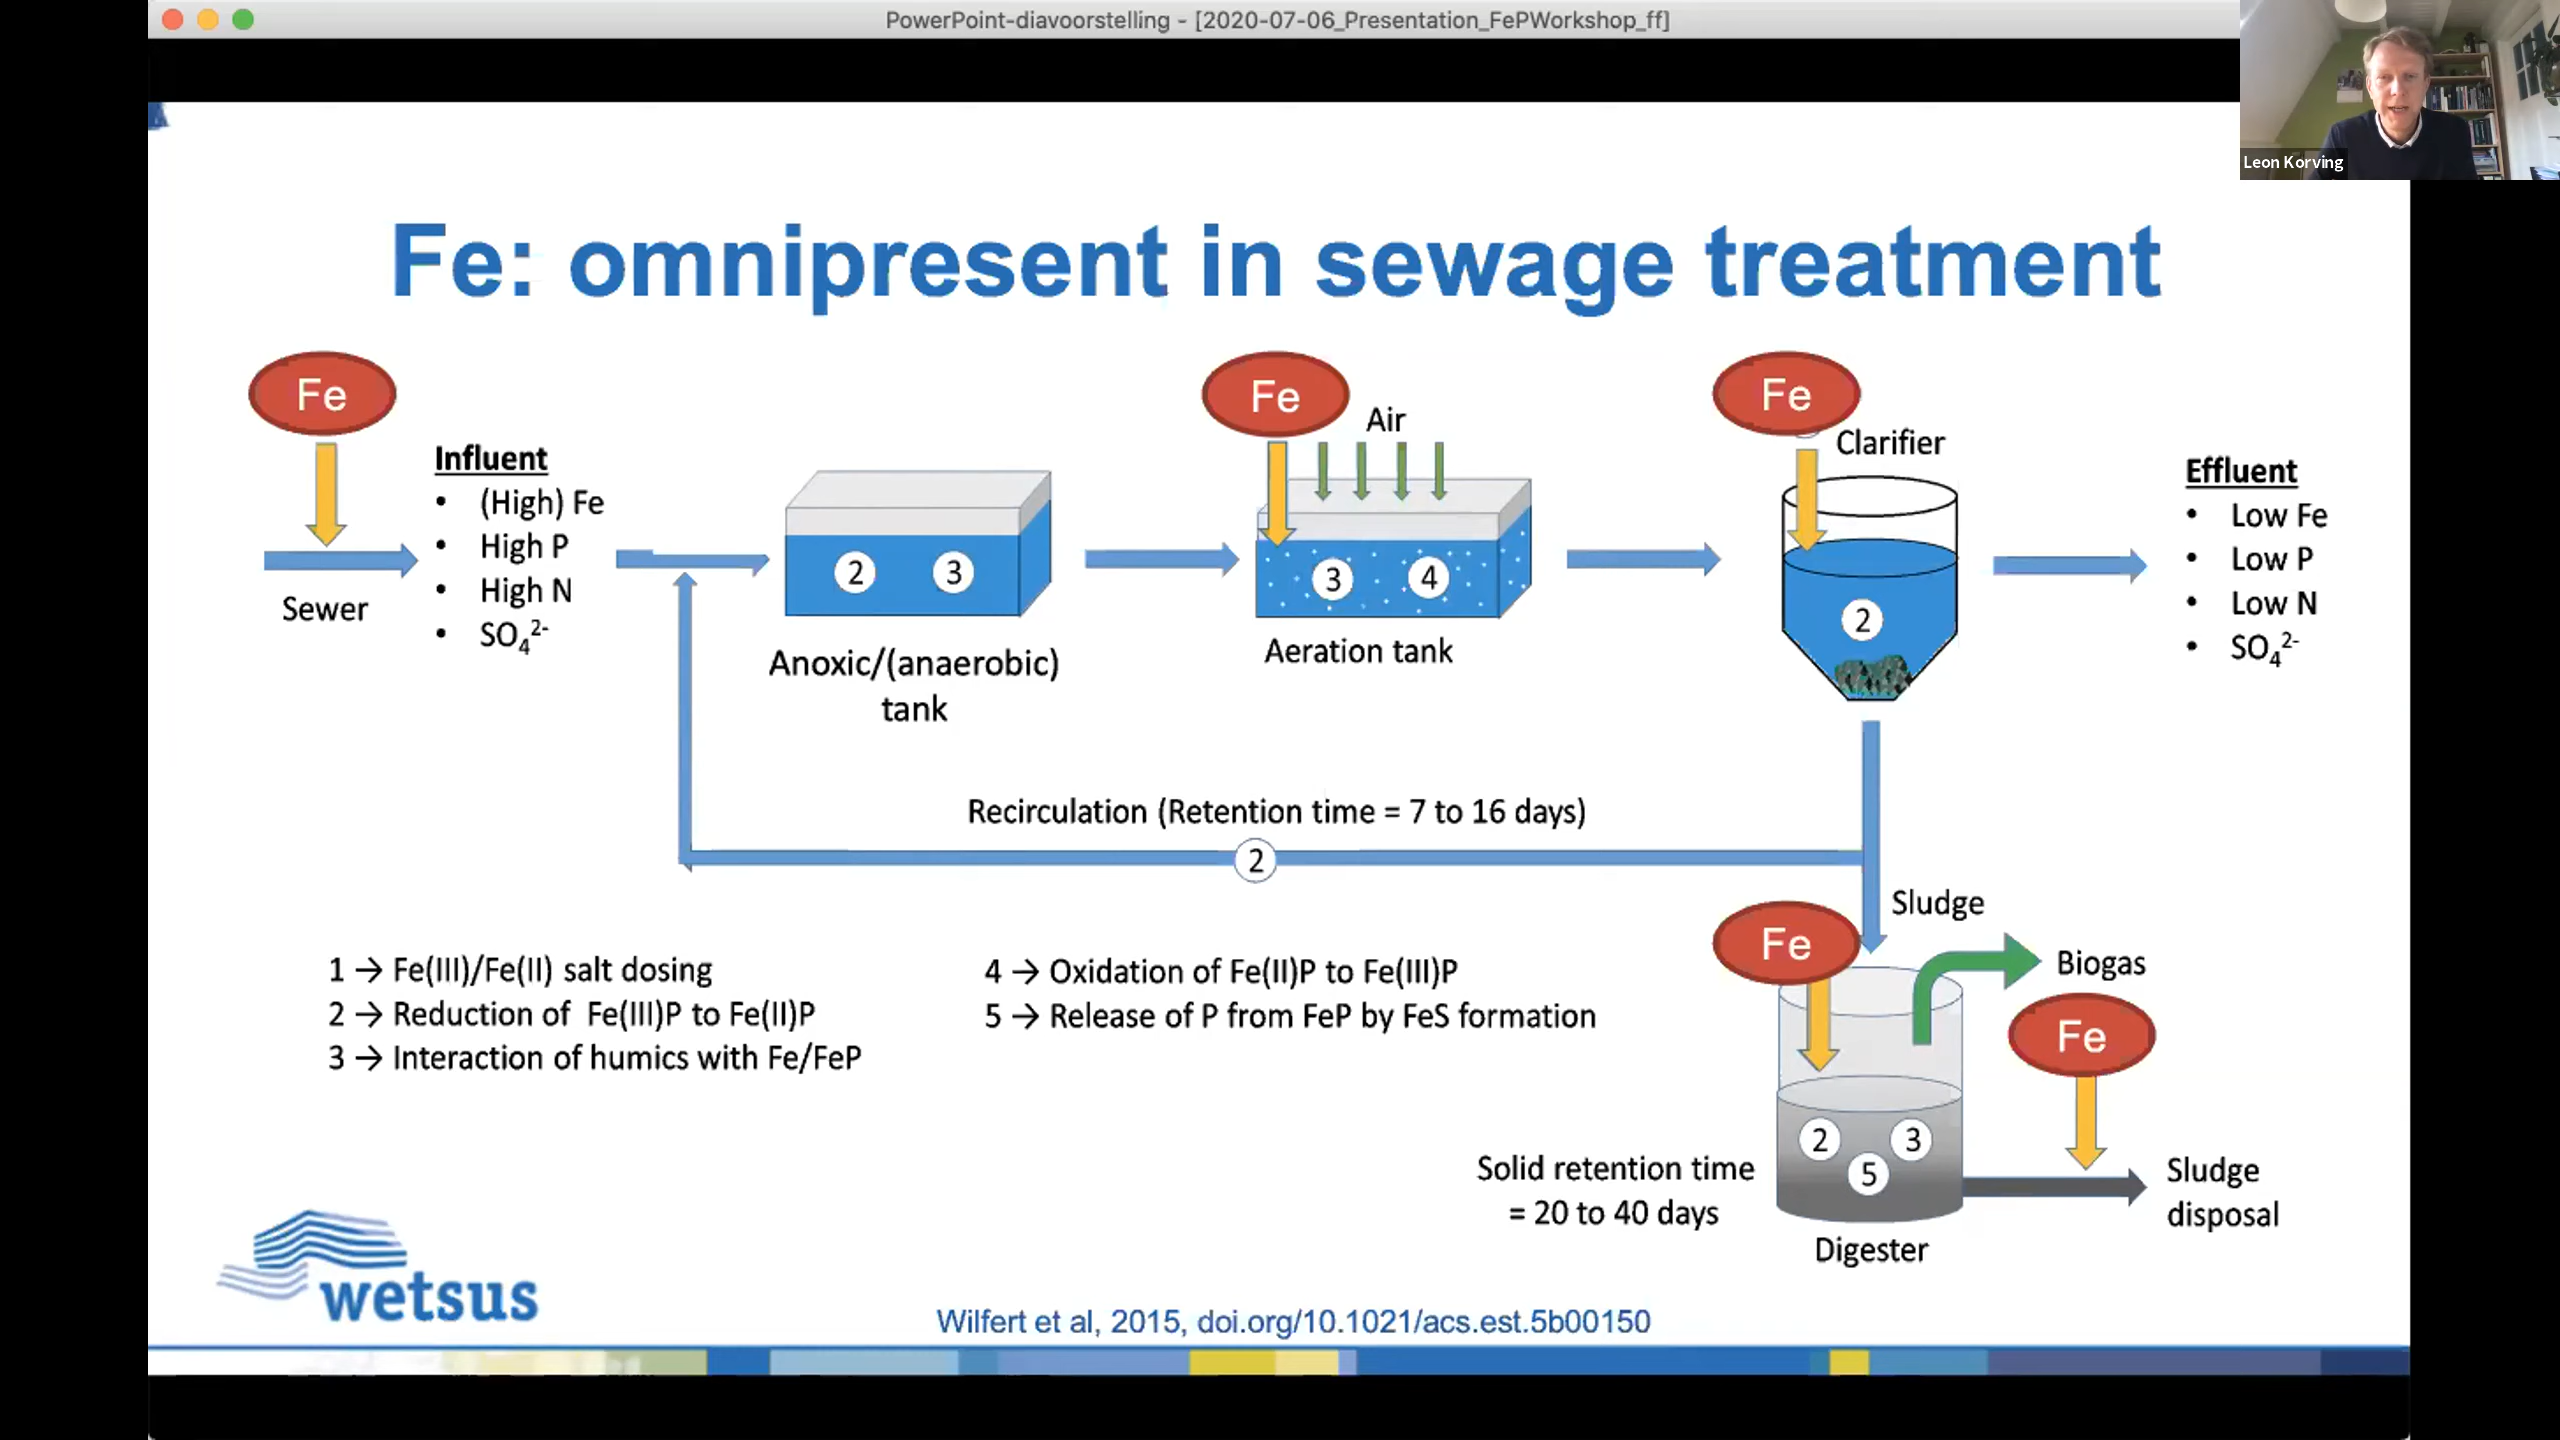 PowerPoint-diavoorstelling - [2020-07-06_Presentation_FePWorkshop_ff]
Leon Korving
Fe: omnipresent in sewage treatment
Fe
Fe
Air
Fe
Clarifier
Influent
• (High) Fe
• High P
• High N
• SO₄²⁻
Sewer
2 3
Anoxic/(anaerobic)
tank
3 4
Aeration tank
2
Effluent
• Low Fe
• Low P
• Low N
• SO₄²⁻
Recirculation (Retention time = 7 to 16 days)
2
Sludge
Fe
Biogas
Fe
1 → Fe(III)/Fe(II) salt dosing
2 → Reduction of Fe(III)P to Fe(II)P
3 → Interaction of humics with Fe/FeP
4 → Oxidation of Fe(II)P to Fe(III)P
5 → Release of P from FeP by FeS formation
2 3
5
Solid retention time
= 20 to 40 days
Digester
Sludge
disposal
wetsus
Wilfert et al, 2015, doi.org/10.1021/acs.est.5b00150